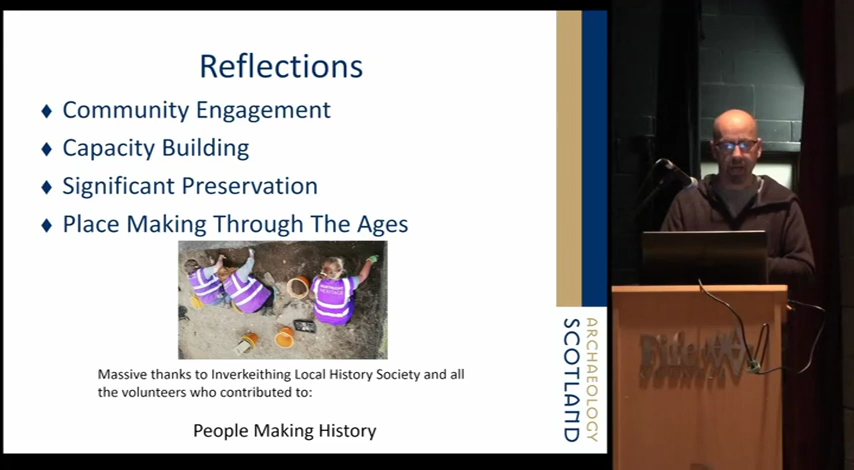 Reflections
♦ Community Engagement
♦ Capacity Building
♦ Significant Preservation
♦ Place Making Through The Ages
Massive thanks to Inverkeithing Local History Society and all
the volunteers who contributed to:
People Making History
ARCHAEOLOGY
SCOTLAND